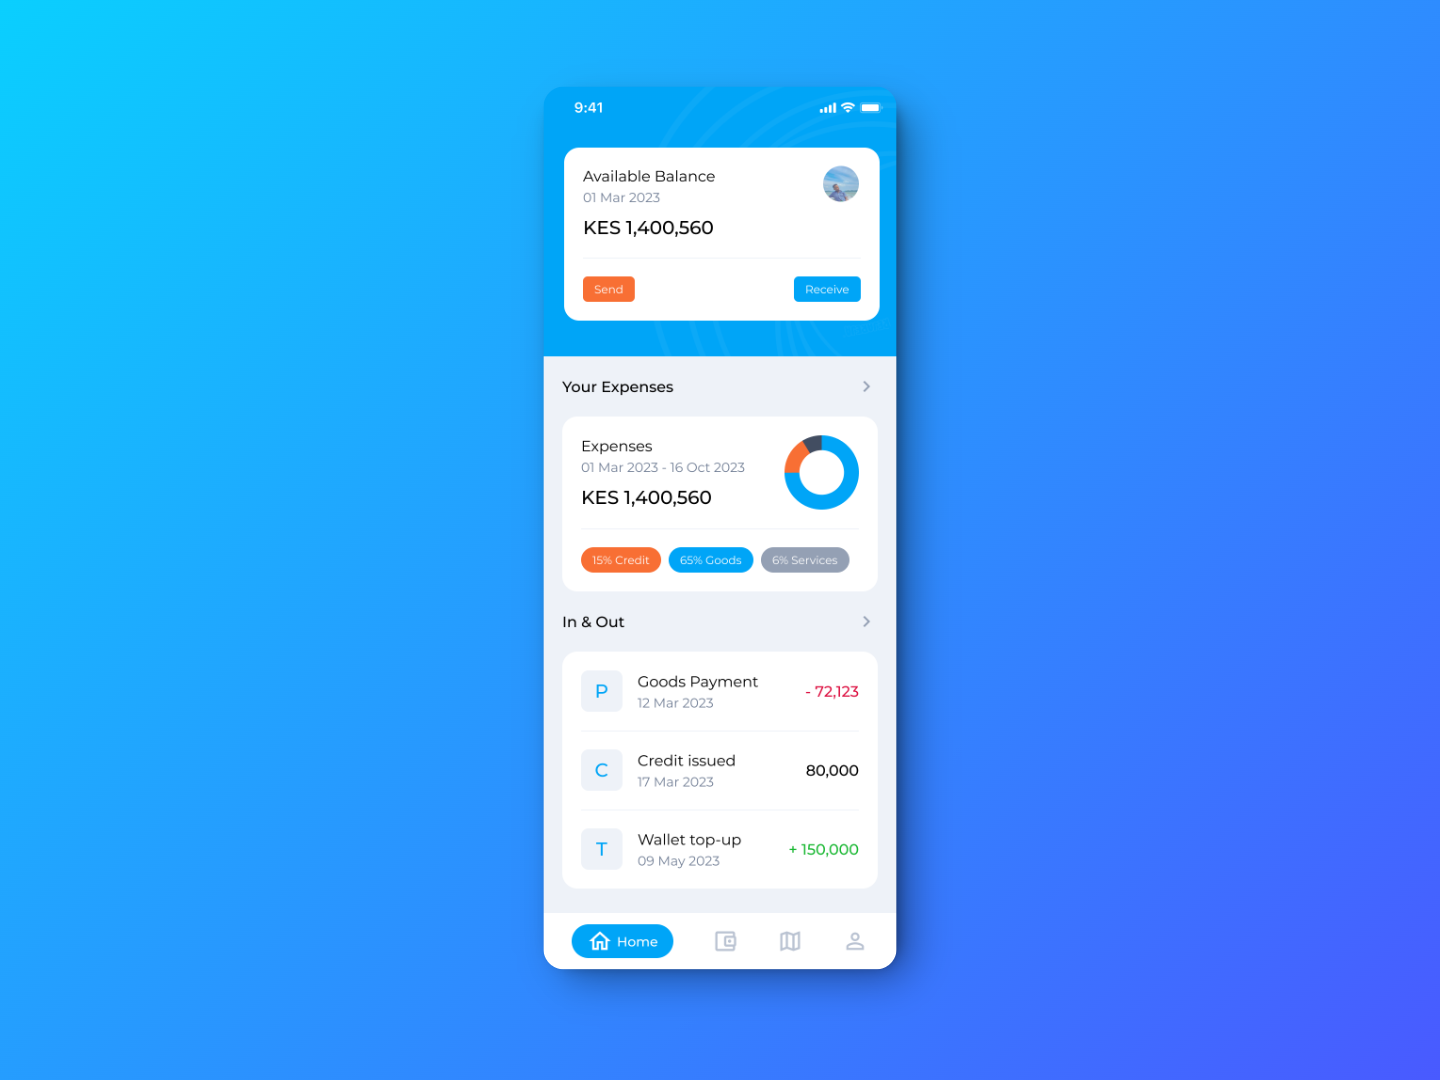 9:41
Available Balance
01 Mar 2023
KES 1,400,560
Send
Receive
Your Expenses
Expenses
01 Mar 2023 - 16 Oct 2023
KES 1,400,560
15% Credit
65% Goods
6% Services
In & Out
P
Goods Payment
12 Mar 2023
- 72,123
C
Credit issued
17 Mar 2023
80,000
T
Wallet top-up
09 May 2023
+ 150,000
Home